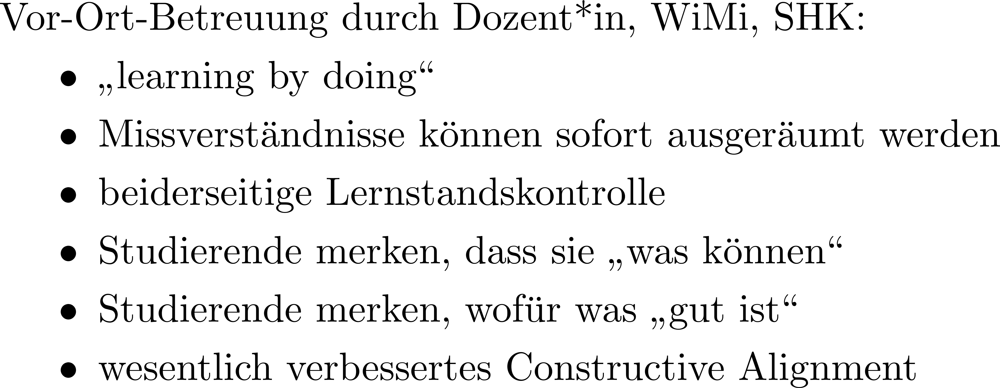 Vor-Ort-Betreuung durch Dozent*in, WiMi, SHK:
• „learning by doing“
• Missverständnisse können sofort ausgeräumt werden
• beiderseitige Lernstandskontrolle
• Studierende merken, dass sie „was können“
• Studierende merken, wofür was „gut ist“
• wesentlich verbessertes Constructive Alignment